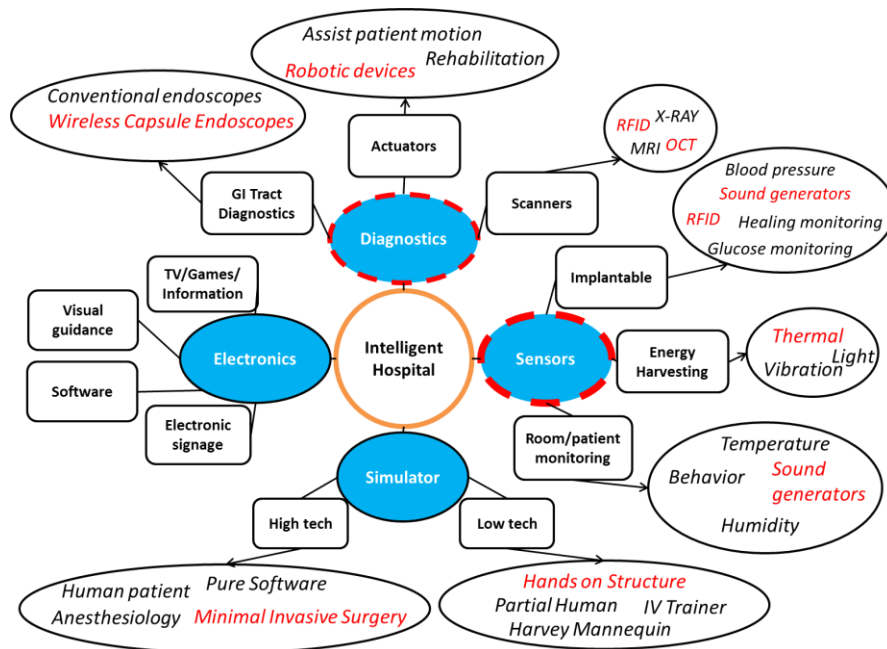 Assist patient motion
Rehabilitation
Robotic devices
Conventional endoscopes
Wireless Capsule Endoscopes
Actuators
RFID X-RAY
MRI OCT
GI Tract
Diagnostics
Scanners
Diagnostics
Blood pressure
Sound generators
RFID Healing monitoring
Glucose monitoring
TV/Games/
Information
Implantable
Visual
guidance
Electronics
Intelligent
Hospital
Sensors
Energy
Harvesting
Thermal
Light
Vibration
Software
Electronic
signage
Room/patient
monitoring
Temperature
Behavior
Sound
generators
Humidity
Simulator
High tech
Low tech
Human patient
Pure Software
Anesthesiology
Minimal Invasive Surgery
Hands on Structure
Partial Human
IV Trainer
Harvey Mannequin